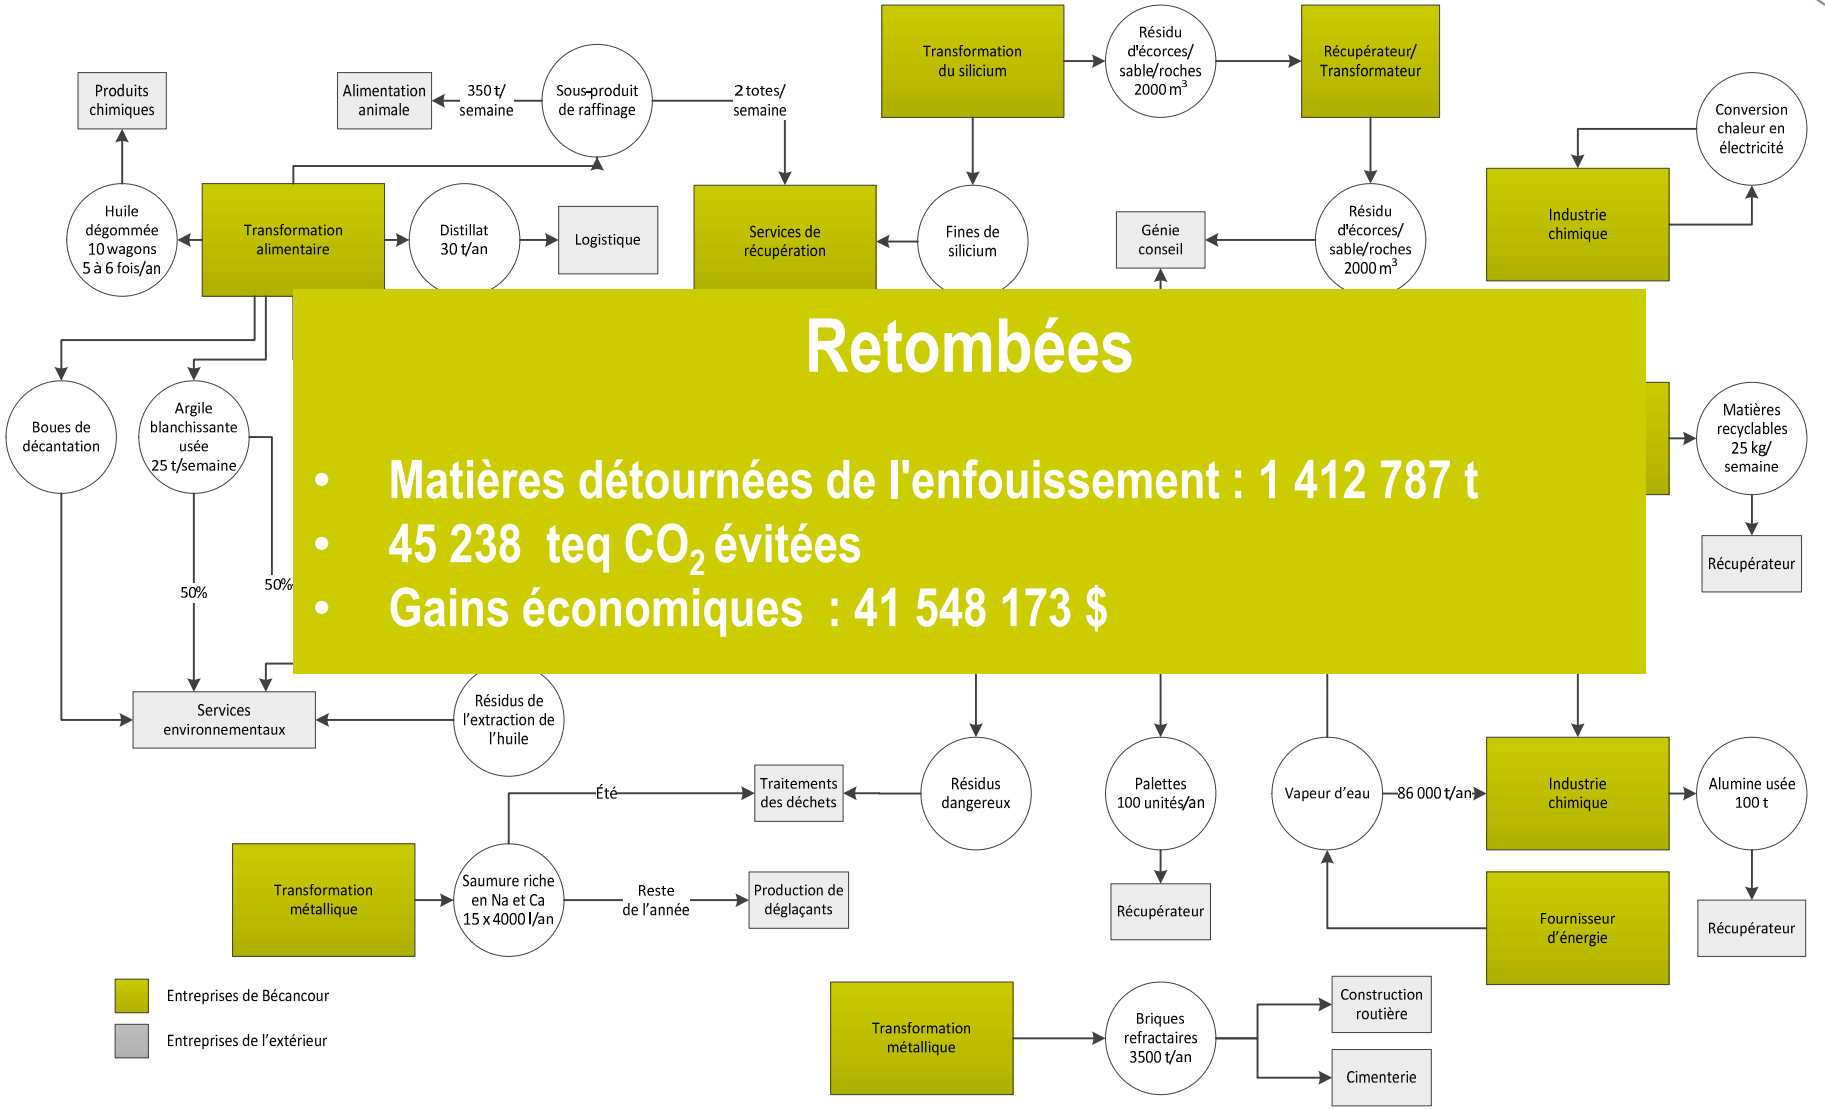 Produits
chimiques
Alimentation
animale
350 t/
semaine
Sous-produit
de raffinage
2 totes/
semaine
Transformation
du silicium
Résidu
d'écorces/
sable/roches
2000 m³
Récupérateur/
Transformateur
Conversion
chaleur en
électricité
Huile
dégommée
10 wagons
5 à 6 fois/an
Transformation
alimentaire
Distillat
30 t/an
Logistique
Services de
récupération
Fines de
silicium
Génie
conseil
Résidu
d'écorces/
sable/roches
2000 m³
Industrie
chimique
Retombées
Boues de
décantation
Argile
blanchissante
usée
25 t/semaine
• Matières détournées de l'enfouissement : 1 412 787 t
• 45 238 teq CO₂ évitées
• Gains économiques : 41 548 173 $
Matières
recyclables
25 kg/
semaine
Récupérateur
50%
50%
Services
environnementaux
Résidus de
l'extraction de
l'huile
Été
Traitements
des déchets
Résidus
dangereux
Palettes
100 unités/an
Vapeur d'eau
86 000 t/an
Industrie
chimique
Alumine usée
100 t
Transformation
métallique
Saumure riche
en Na et Ca
15 x 4000 l/an
Reste
de l'année
Production de
déglaçants
Récupérateur
Fournisseur
d'énergie
Récupérateur
Entreprises de Bécancour
Entreprises de l'extérieur
Transformation
métallique
Briques
refractaires
3500 t/an
Construction
routière
Cimenterie